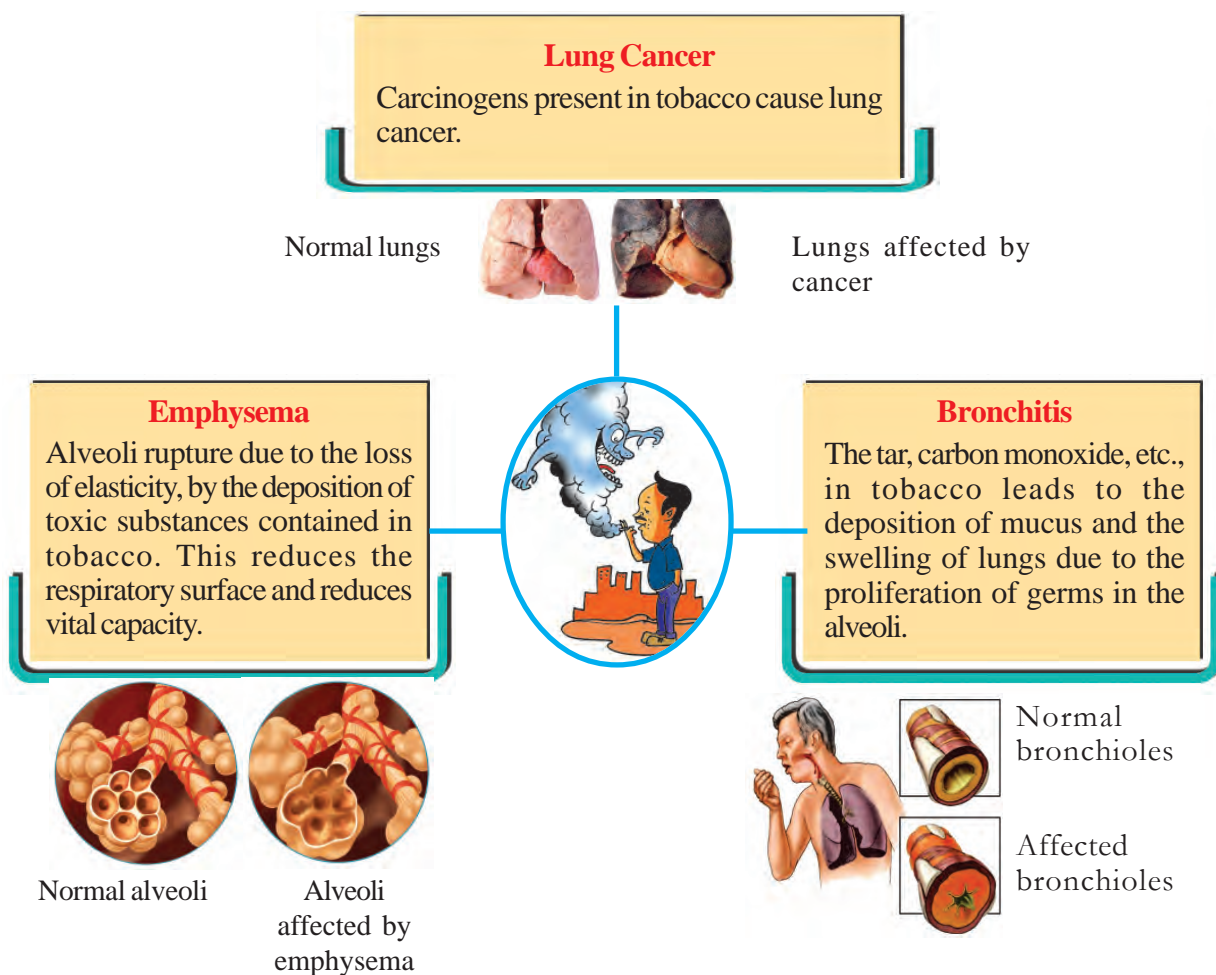 Lung Cancer
Carcinogens present in tobacco cause lung
cancer.
Normal lungs
Lungs affected by
cancer
Emphysema
Alveoli rupture due to the loss
of elasticity, by the deposition of
toxic substances contained in
tobacco. This reduces the
respiratory surface and reduces
vital capacity.
Bronchitis
The tar, carbon monoxide, etc.,
in tobacco leads to the
deposition of mucus and the
swelling of lungs due to the
proliferation of germs in the
alveoli.
Normal alveoli
Alveoli
affected by
emphysema
Normal
bronchioles
Affected
bronchioles